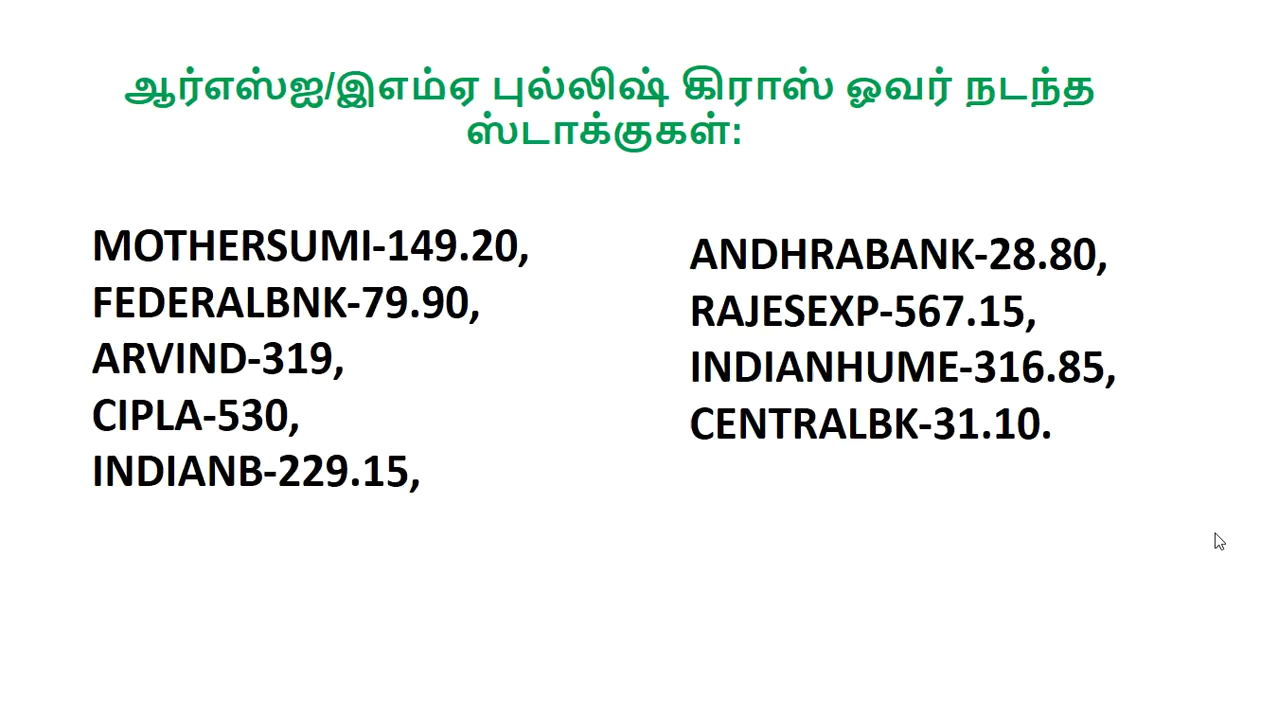 ஆர்எஸ்ஐ/இஎம்ஏ புல்லிஷ் கிராஸ் ஓவர் நடந்த
ஸ்டாக்குகள்:
MOTHERSUMI-149.20,
FEDERALBNK-79.90,
ARVIND-319,
CIPLA-530,
INDIANB-229.15,
ANDHRABANK-28.80,
RAJESEXP-567.15,
INDIANHUME-316.85,
CENTRALBK-31.10.